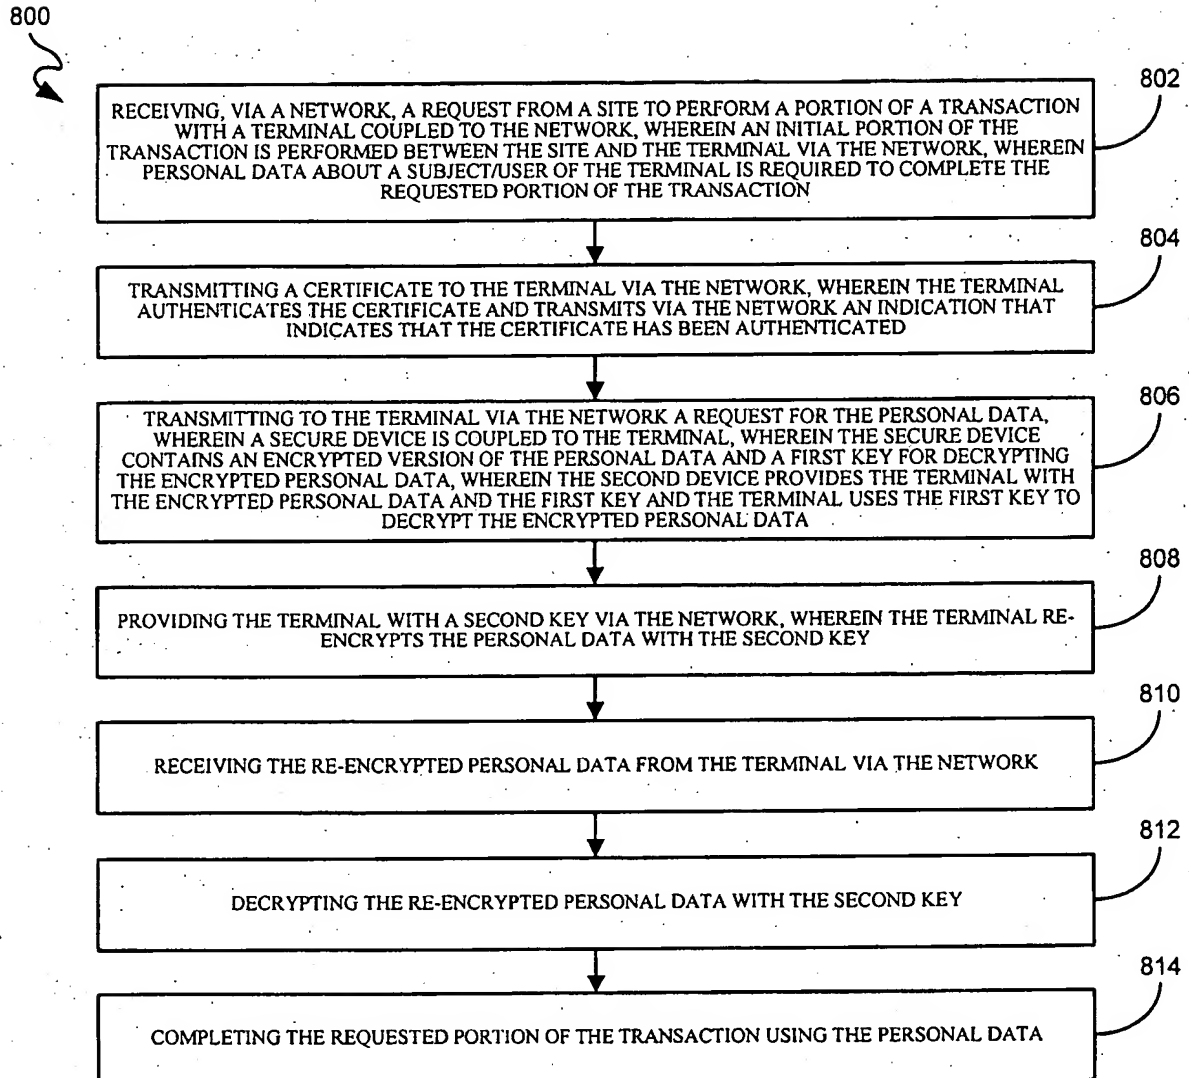 800
802
RECEIVING, VIA A NETWORK, A REQUEST FROM A SITE TO PERFORM A PORTION OF A TRANSACTION
WITH A TERMINAL COUPLED TO THE NETWORK, WHEREIN AN INITIAL PORTION OF THE
TRANSACTION IS PERFORMED BETWEEN THE SITE AND THE TERMINAL VIA THE NETWORK, WHEREIN
PERSONAL DATA ABOUT A SUBJECT/USER OF THE TERMINAL IS REQUIRED TO COMPLETE THE
REQUESTED PORTION OF THE TRANSACTION
804
TRANSMITTING A CERTIFICATE TO THE TERMINAL VIA THE NETWORK, WHEREIN THE TERMINAL
AUTHENTICATES THE CERTIFICATE AND TRANSMITS VIA THE NETWORK AN INDICATION THAT
INDICATES THAT THE CERTIFICATE HAS BEEN AUTHENTICATED
806
TRANSMITTING TO THE TERMINAL VIA THE NETWORK A REQUEST FOR THE PERSONAL DATA,
WHEREIN A SECURE DEVICE IS COUPLED TO THE TERMINAL, WHEREIN THE SECURE DEVICE
CONTAINS AN ENCRYPTED VERSION OF THE PERSONAL DATA AND A FIRST KEY FOR DECRYPTING
THE ENCRYPTED PERSONAL DATA, WHEREIN THE SECOND DEVICE PROVIDES THE TERMINAL WITH
THE ENCRYPTED PERSONAL DATA AND THE FIRST KEY AND THE TERMINAL USES THE FIRST KEY TO
DECRYPT THE ENCRYPTED PERSONAL DATA
808
PROVIDING THE TERMINAL WITH A SECOND KEY VIA THE NETWORK, WHEREIN THE TERMINAL RE-
ENCRYPTS THE PERSONAL DATA WITH THE SECOND KEY
810
RECEIVING THE RE-ENCRYPTED PERSONAL DATA FROM THE TERMINAL VIA THE NETWORK
812
DECRYPTING THE RE-ENCRYPTED PERSONAL DATA WITH THE SECOND KEY
814
COMPLETING THE REQUESTED PORTION OF THE TRANSACTION USING THE PERSONAL DATA